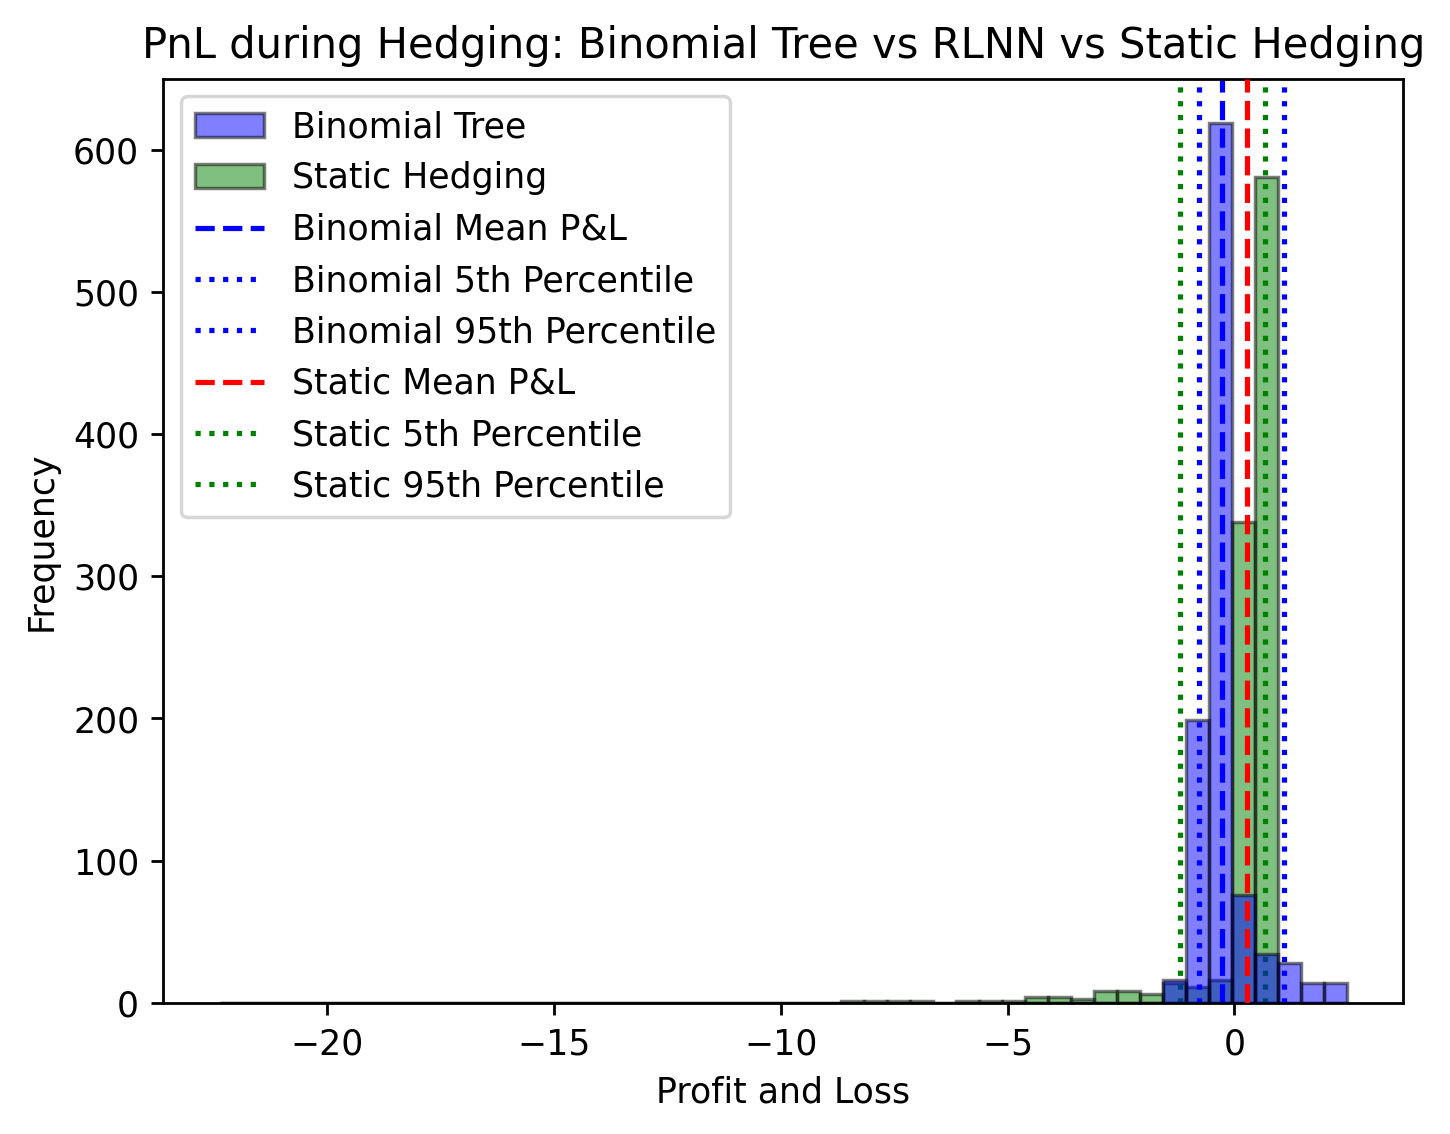 PnL during Hedging: Binomial Tree vs RLNN vs Static Hedging
Binomial Tree
Static Hedging
Binomial Mean P&L
Binomial 5th Percentile
Binomial 95th Percentile
Static Mean P&L
Static 5th Percentile
Static 95th Percentile
Frequency
600
500
400
300
200
100
0
−20
−15
−10
−5
0
Profit and Loss